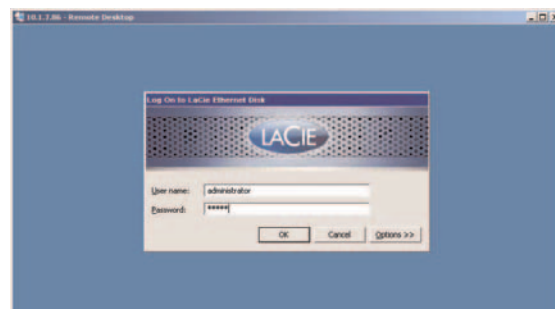 10.1.7.86 - Remote Desktop
Log On to LaCie Ethernet Disk
LACIE
User name: administrator
Password: *****
OK Cancel Options >>